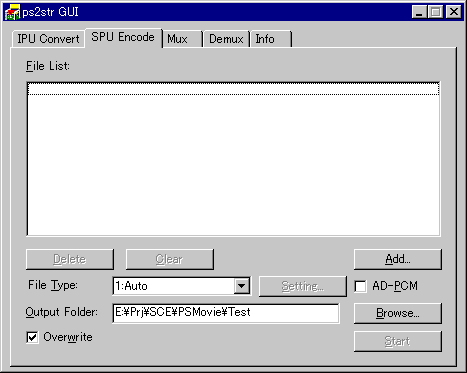 ps2str GUI
IPU Convert SPU Encode Mux Demux Info
File List:
Delete Clear Add...
File Type: 1:Auto Setting... AD-PCM
Output Folder: E:¥Prj¥SCE¥PSMovie¥Test Browse...
Overwrite Start